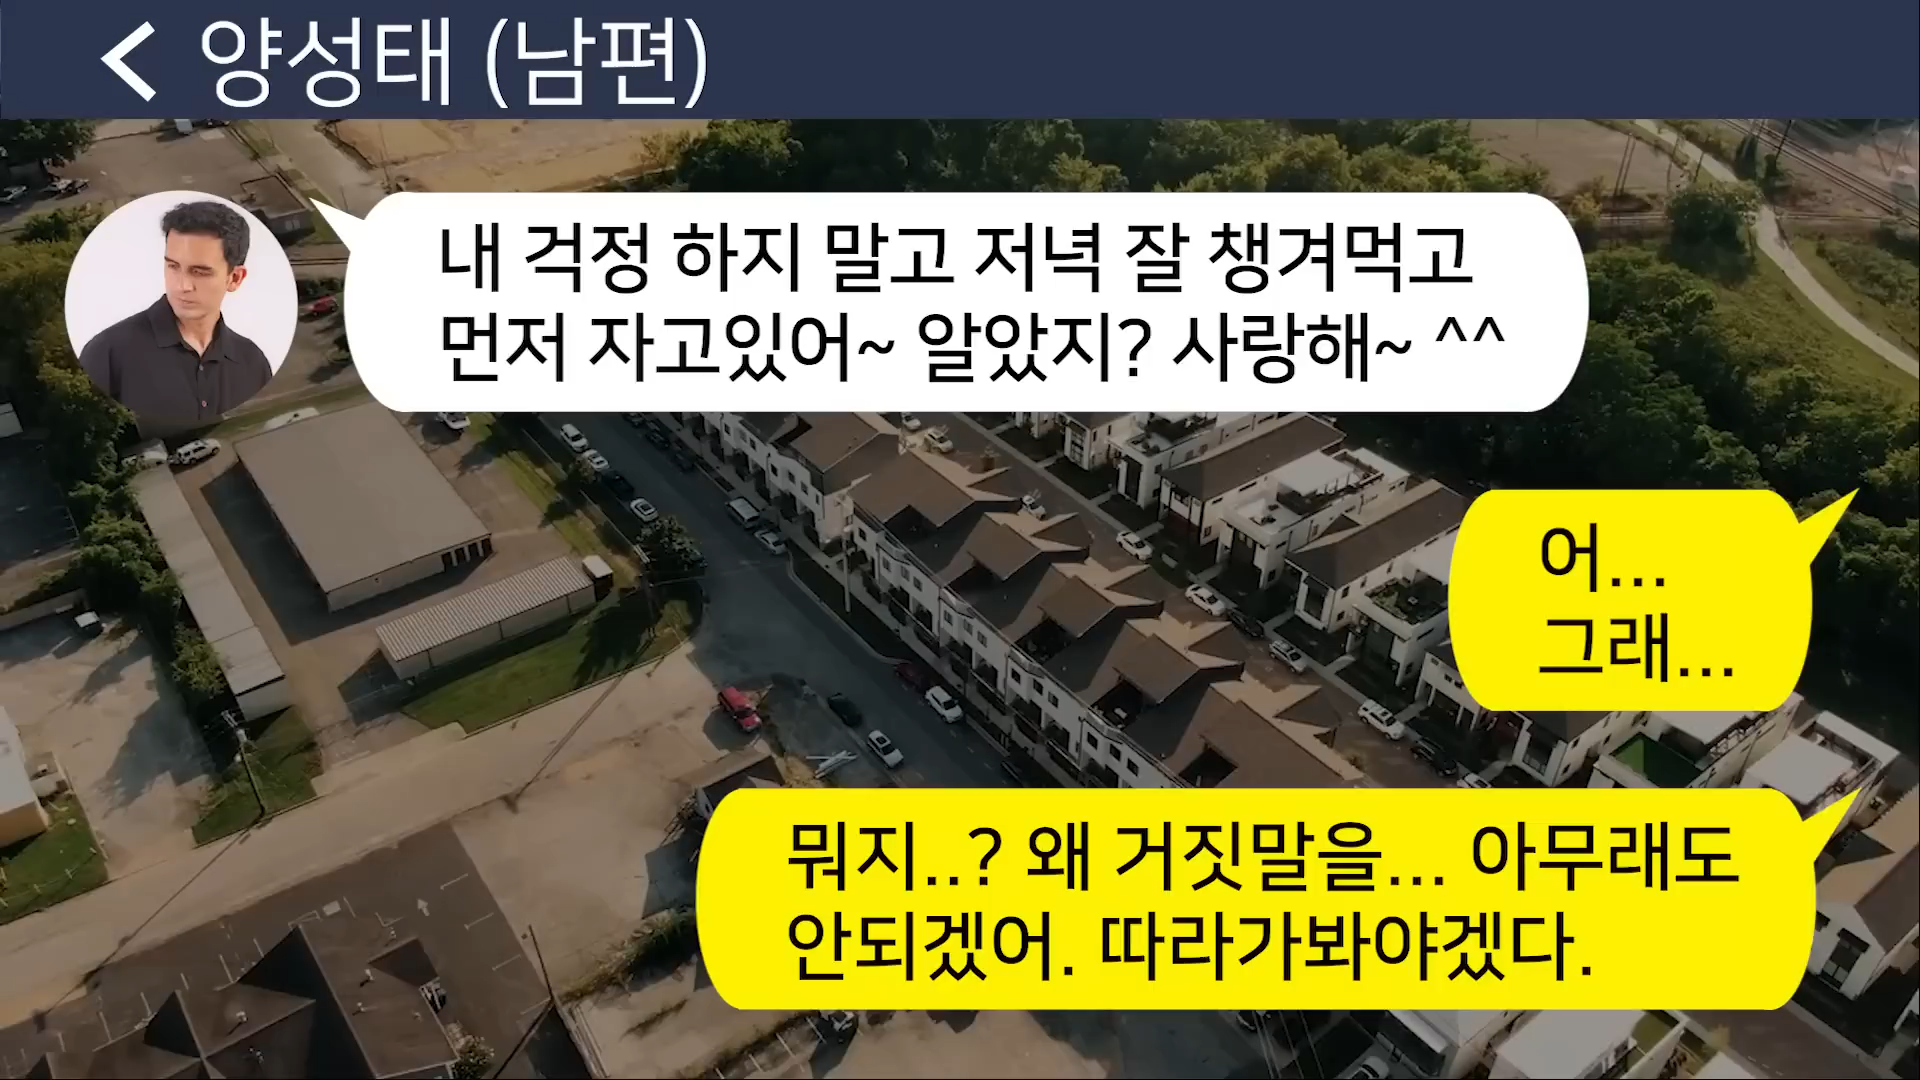 양성태 (남편)
내 걱정 하지 말고 저녁 잘 챙겨먹고
먼저 자고있어~ 알았지? 사랑해~ ^^
어...
그래...
뭐지..? 왜 거짓말을... 아무래도
안되겠어. 따라가봐야겠다.